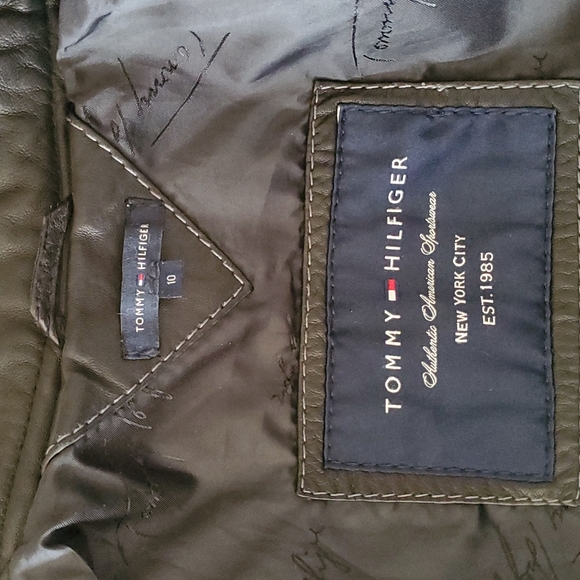 TOMMY HILFIGER
10
TOMMY HILFIGER
Authentic American Sportswear
NEW YORK CITY
EST. 1985